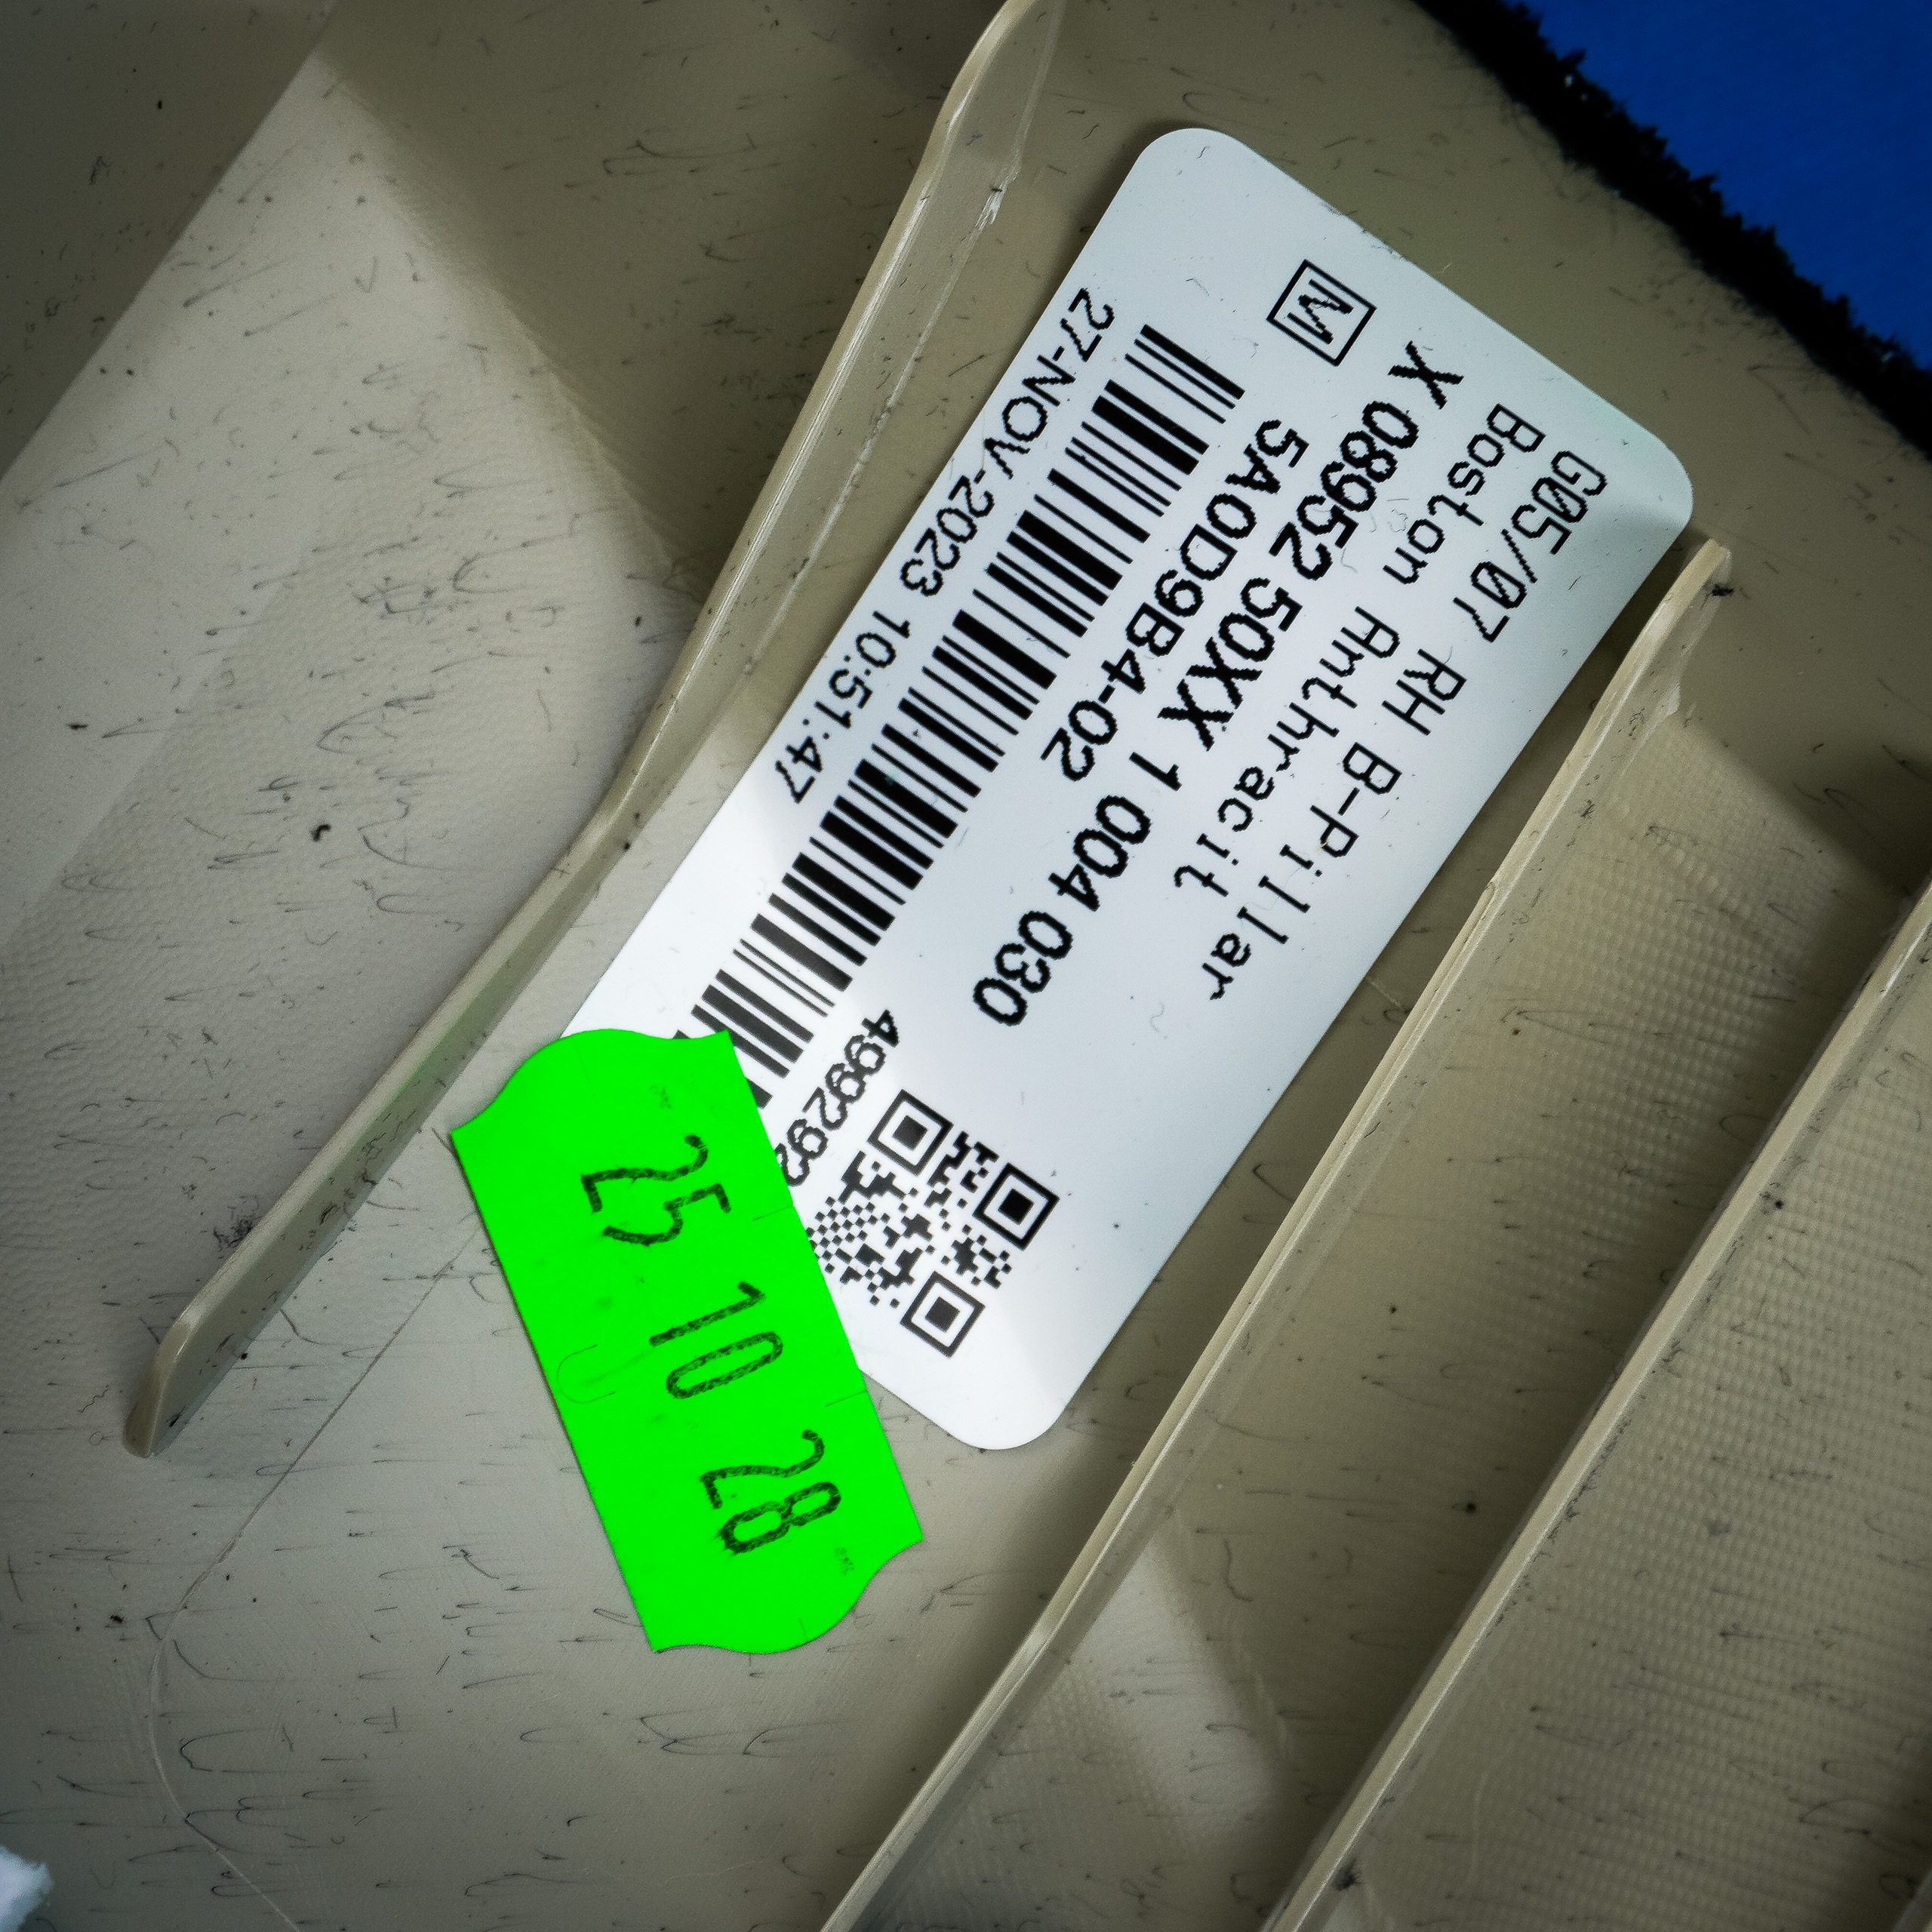 G05/07 RH B-Pillar
Boston Anthracit
X 08952 50XX 1 004 030
M
5A0D9B4-02
499292
27-NOV-2023 10:51:47
25 10 28